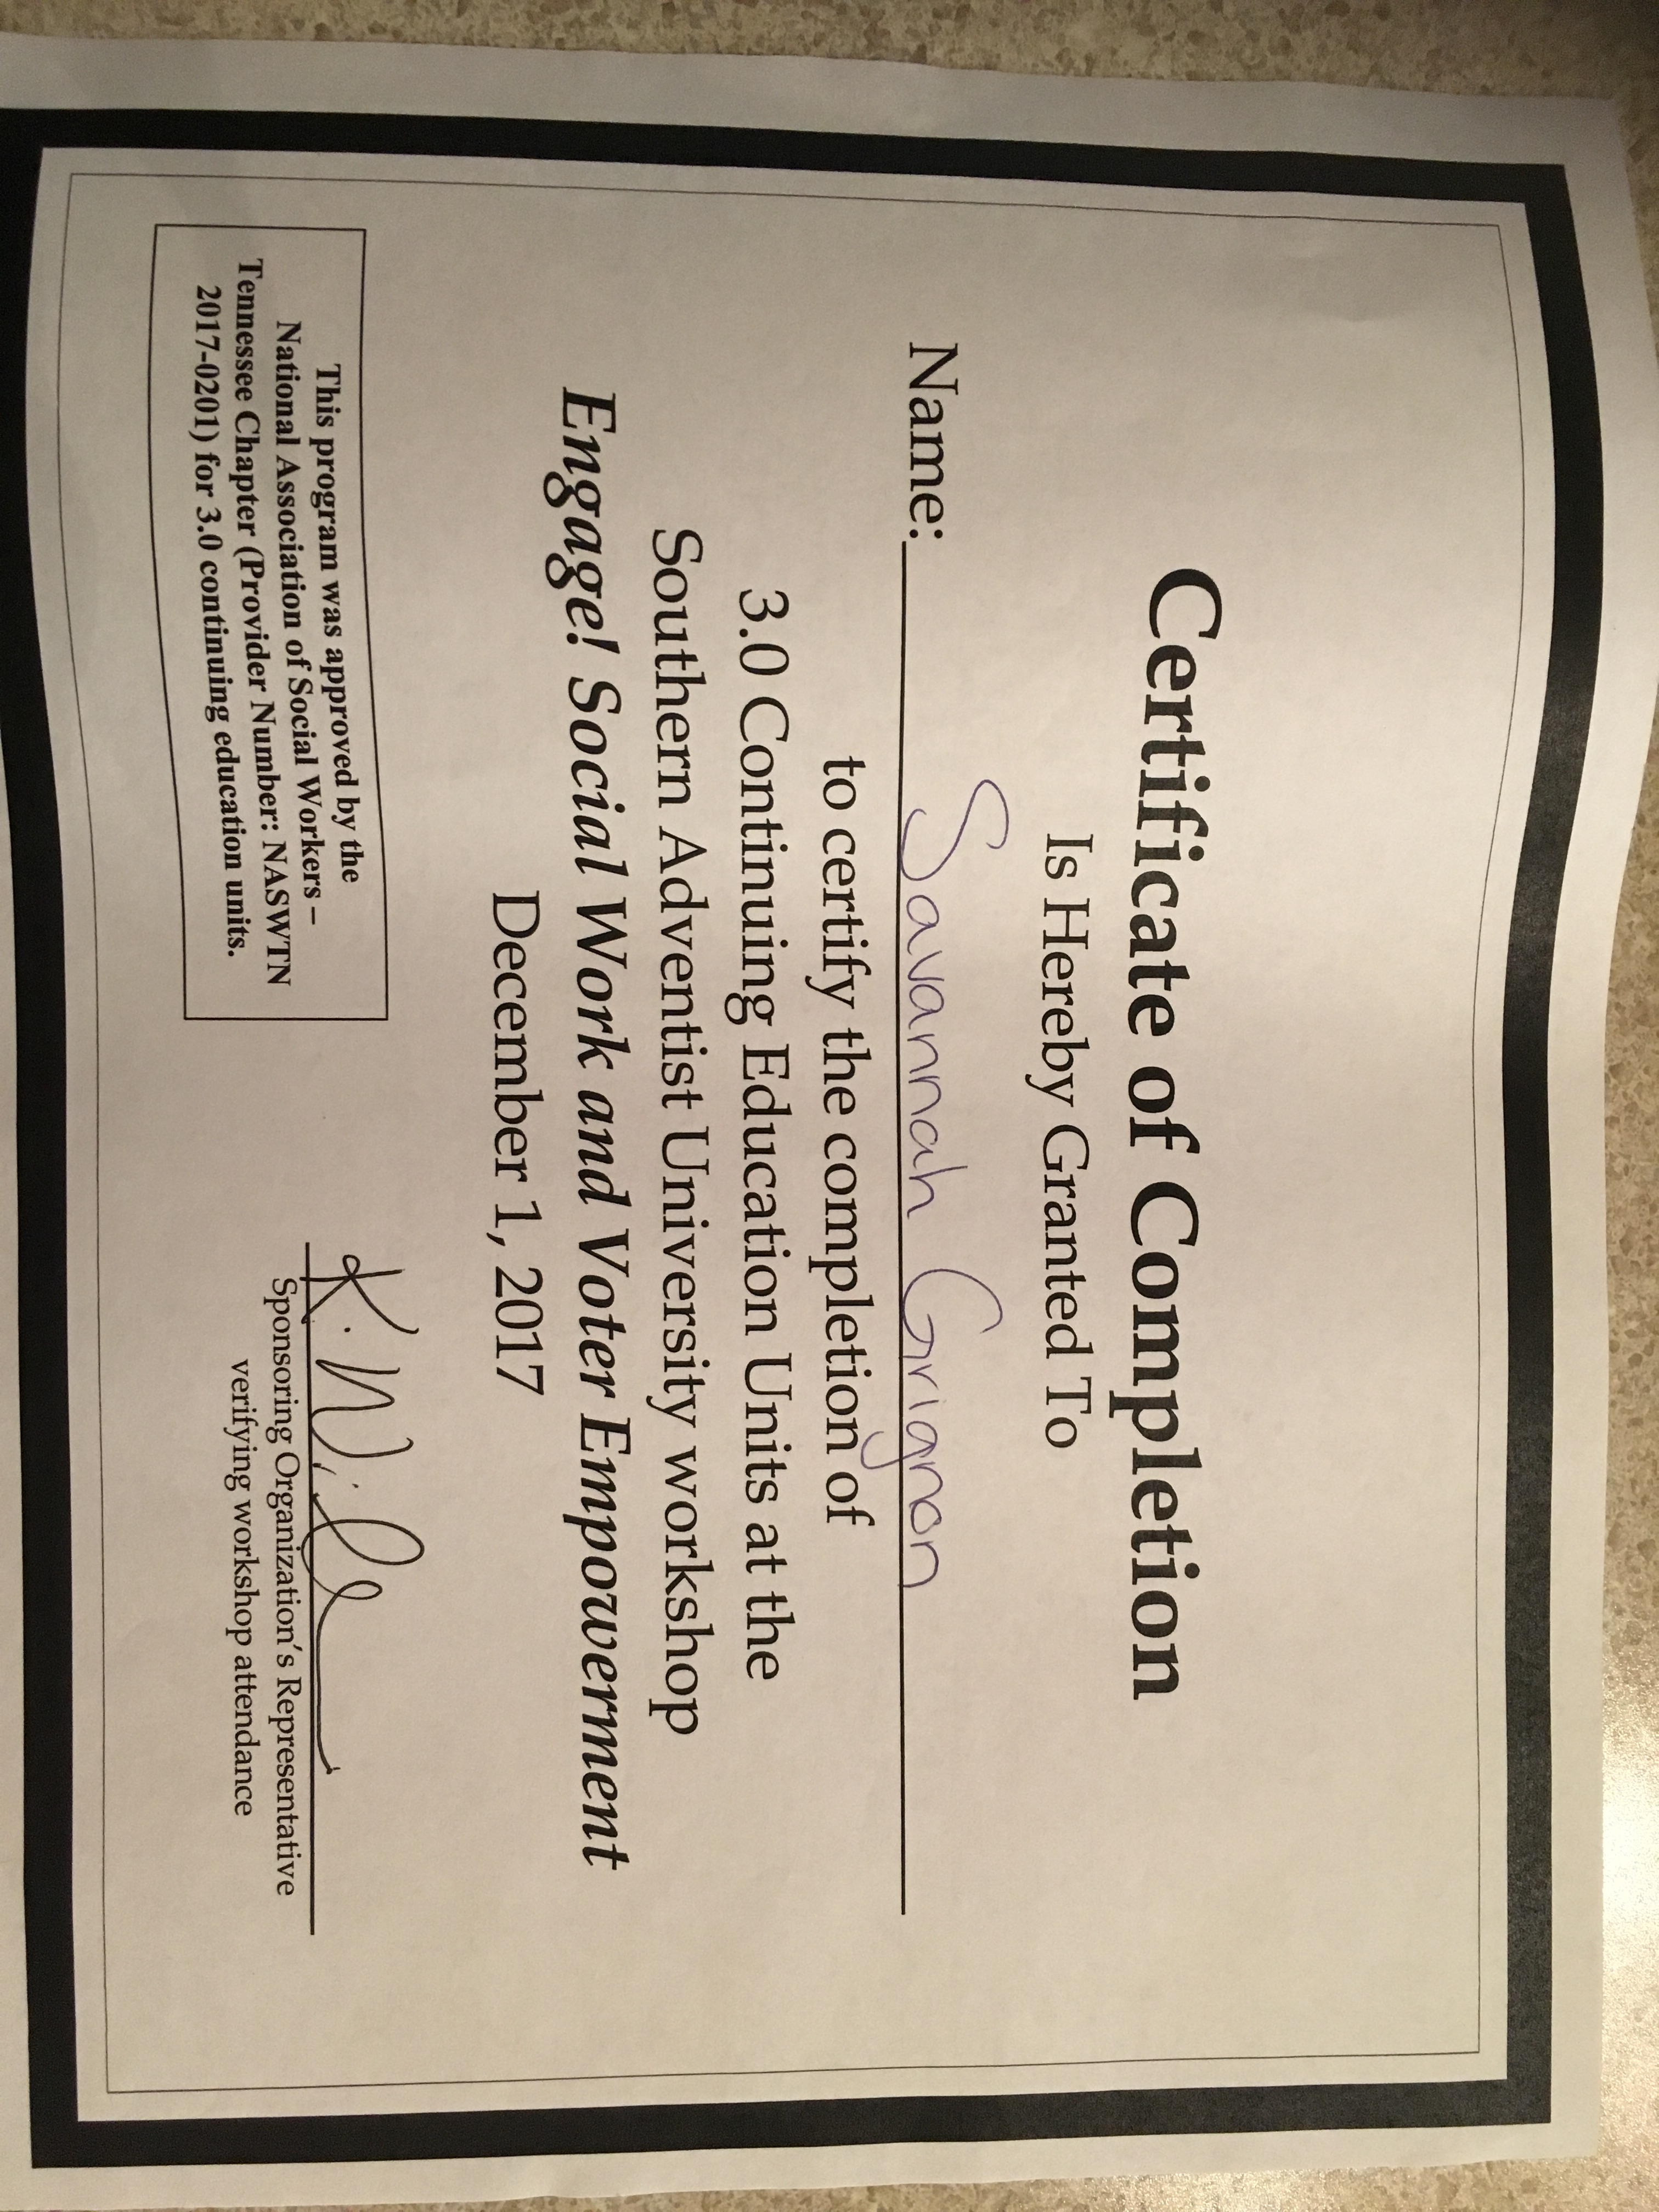 Certificate of Completion
Is Hereby Granted To
Name: Savannah Grignon
to certify the completion of
3.0 Continuing Education Units at the
Southern Adventist University workshop
Engage! Social Work and Voter Empowerment
December 1, 2017
This program was approved by the
National Association of Social Workers –
Tennessee Chapter (Provider Number: NASWTN
2017-0201) for 3.0 continuing education units.
Sponsoring Organization's Representative
verifying workshop attendance